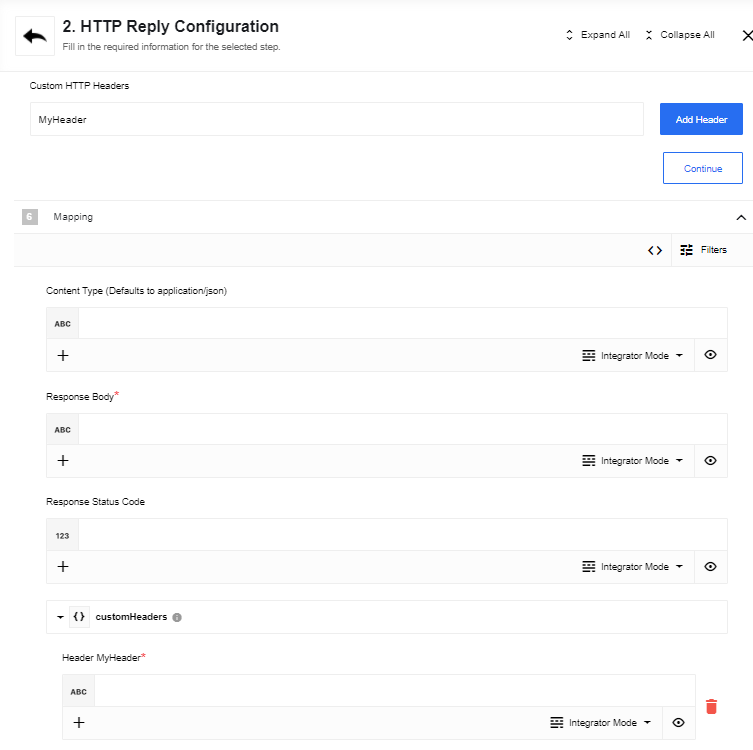 2. HTTP Reply Configuration
Fill in the required information for the selected step.
Expand All
Collapse All
Custom HTTP Headers
MyHeader
Add Header
Continue
6 Mapping
Filters
Content Type (Defaults to application/json)
ABC
Integrator Mode
Response Body*
ABC
Integrator Mode
Response Status Code
123
Integrator Mode
{} customHeaders
Header MyHeader*
ABC
Integrator Mode